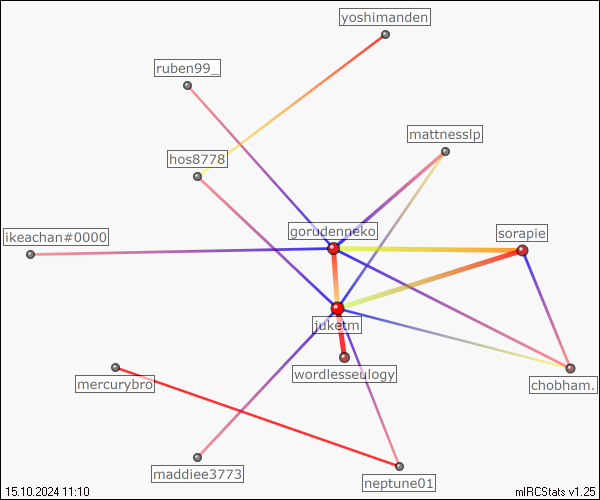 yoshimanden
ruben99_
mattnesslp
hos8778
gorudenneko
sorapie
ikeachan#0000
juketm
wordlesseulogy
mercurybro
chobham.
maddiee3773
neptune01
15.10.2024 11:10
mIRCStats v1.25